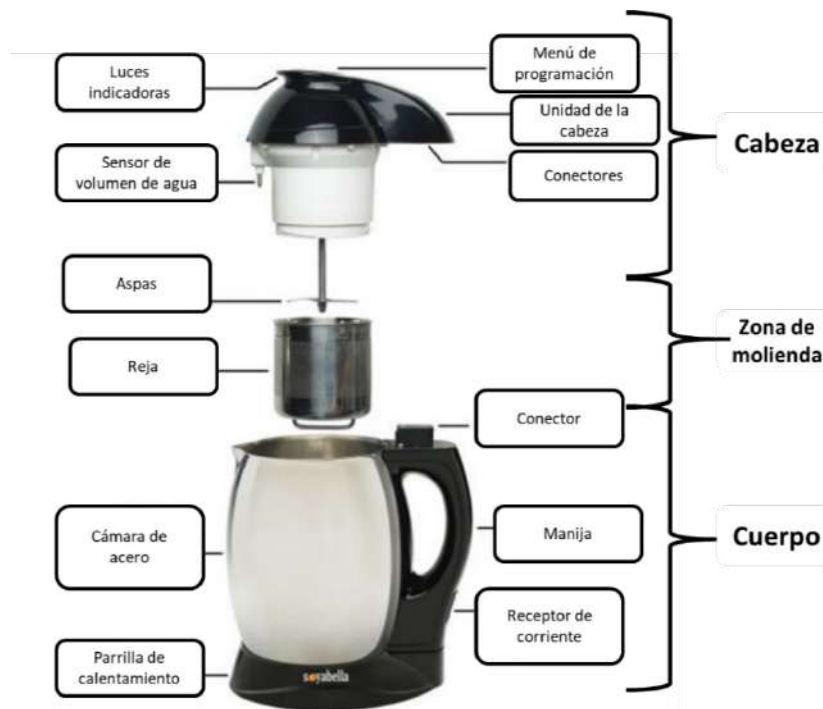 Luces
indicadoras
Menú de
programación
Unidad de la
cabeza
Conectores
Sensor de
volumen de agua
Cabeza
Aspas
Reja
Zona de
molienda
Conector
Cámara de
acero
Manija
Cuerpo
Receptor de
corriente
Parrilla de
calentamiento
soyabella